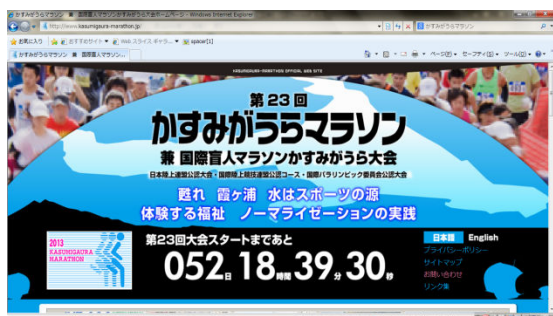 かすみがうらマラソン 兼 国際盲人マラソンかすみがうら大会ホームページ - Windows Internet Explorer
http://www.kasumigaura-marathon.jp/
かすみがうらマラソン
お気に入り おすすめサイト Web スライス ギャラ... spacer[1]
かすみがうらマラソン 兼 国際盲人マラソン...
ページ(P) セーフティ(S) ツール(O)
KASUMIGAURA-MARATHON OFFICIAL WEB SITE
第23回
かすみがうらマラソン
兼 国際盲人マラソンかすみがうら大会
日本陸上連盟公認大会・国際陸上競技連盟公認コース・国際パラリンピック委員会公認大会
甦れ 霞ヶ浦 水はスポーツの源
体験する福祉 ノーマライゼーションの実践
2013
KASUMIGAURA
MARATHON
第23回大会スタートまであと
052日 18時間 39分 30秒
日本語 English
プライバシーポリシー
サイトマップ
お問い合わせ
リンク集